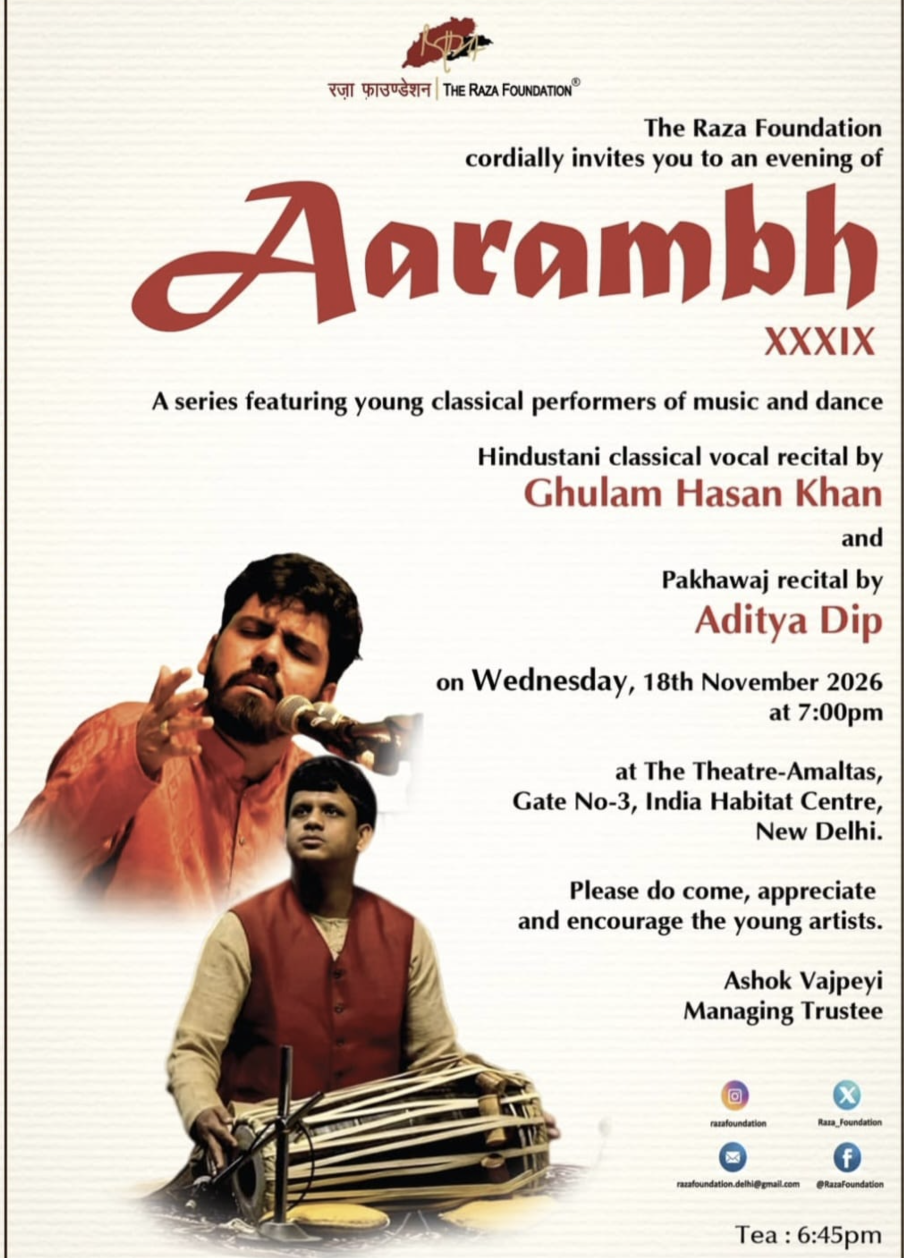 रज़ा फ़ाउण्डेशन | THE RAZA FOUNDATION®
The Raza Foundation
cordially invites you to an evening of
Aarambh
XXXIX
A series featuring young classical performers of music and dance
Hindustani classical vocal recital by
Ghulam Hasan Khan
and
Pakhawaj recital by
Aditya Dip
on Wednesday, 18th November 2026
at 7:00pm
at The Theatre-Amaltas,
Gate No-3, India Habitat Centre,
New Delhi.
Please do come, appreciate
and encourage the young artists.
Ashok Vajpeyi
Managing Trustee
razafoundation
Raza_Foundation
razafoundation.delhi@gmail.com
@RazaFoundation
Tea : 6:45pm